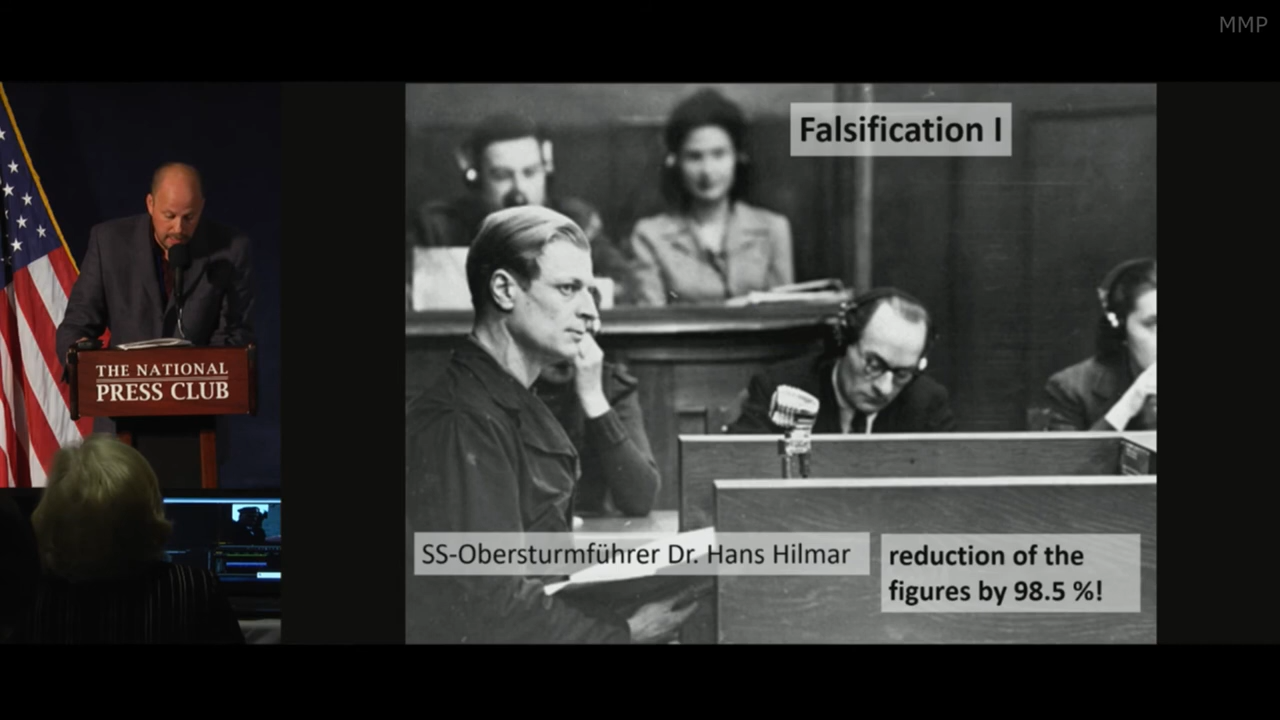 MMP
Falsification I
THE NATIONAL
PRESS CLUB
SS-Obersturmführer Dr. Hans Hilmar
reduction of the
figures by 98.5 %!